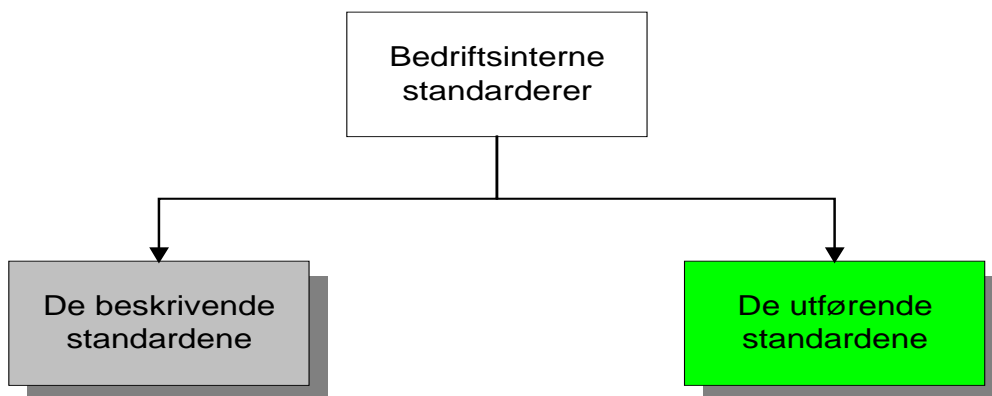 Bedriftsinterne
standarderer
De beskrivende
standardene
De utførende
standardene